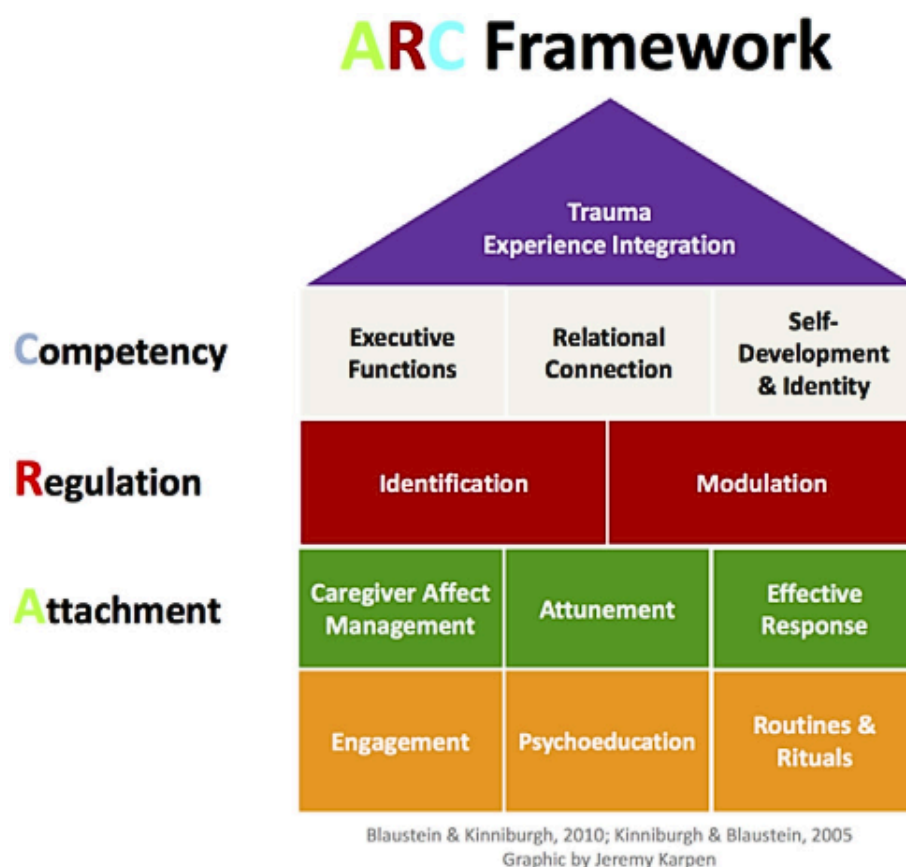 ARC Framework
Trauma
Experience Integration
Competency
Executive
Functions
Relational
Connection
Self-
Development
& Identity
Regulation
Identification
Modulation
Attachment
Caregiver Affect
Management
Attunement
Effective
Response
Engagement
Psychoeducation
Routines &
Rituals
Blaustein & Kinniburgh, 2010; Kinniburgh & Blaustein, 2005
Graphic by Jeremy Karpen